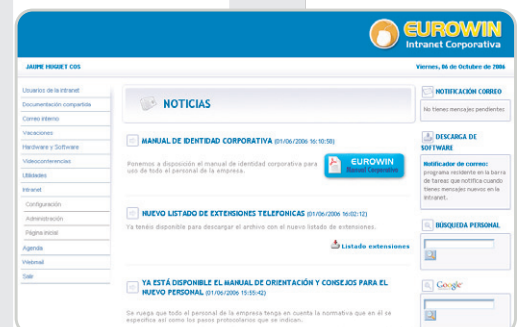 EUROWIN
Intranet Corporativa
JAUME HUGUET COS
Viernes, 06 de Octubre de 2006
Usuarios de la intranet
Documentación compartida
Correo interno
Vacaciones
Hardware y Software
Videoconferencias
Utilidades
Intranet
Configuración
Administración
Página inicial
Agenda
Webmail
Salir
NOTICIAS
MANUAL DE IDENTIDAD CORPORATIVA (01/06/2006 16:10:58)
Ponemos a disposición el manual de identidad corporativa para
uso de todo el personal de la empresa.
EUROWIN
Manual Corporativo
NUEVO LISTADO DE EXTENSIONES TELEFONICAS (01/06/2006 16:02:12)
Ya tenéis disponible para descargar el archivo con el nuevo listado de extensiones.
Listado extensiones
YA ESTÁ DISPONIBLE EL MANUAL DE ORIENTACIÓN Y CONSEJOS PARA EL
NUEVO PERSONAL (01/06/2006 15:55:42)
Se ruega que todo el personal de la empresa tenga en cuenta la normativa que en él se
especifica así como los pasos protocolarios que se indican.
NOTIFICACIÓN CORREO
No tienes mensajes pendientes
DESCARGA DE
SOFTWARE
Notificador de correo:
programa residente en la barra
de tareas que notifica cuando
tienes mensajes nuevos en la
intranet.
BÚSQUEDA PERSONAL
Google